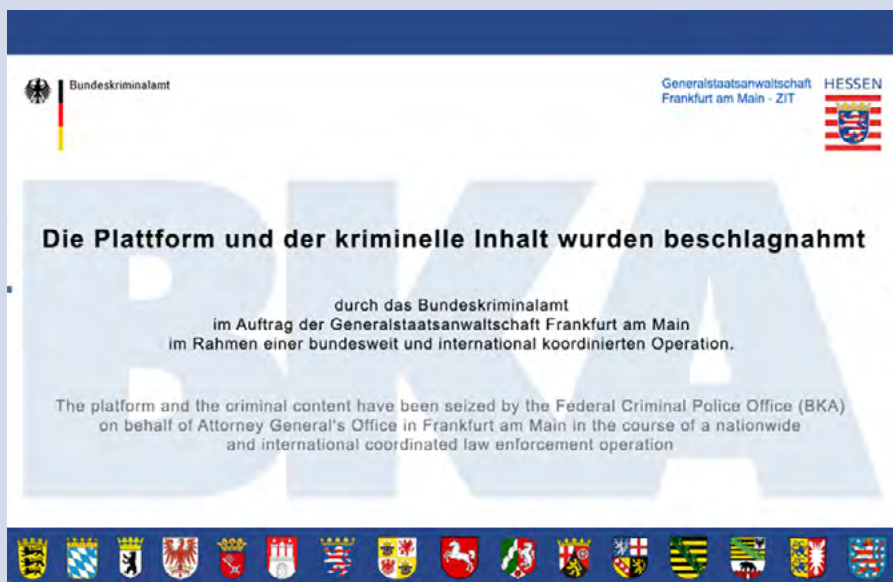 Bundeskriminalamt
Generalstaatsanwaltschaft
Frankfurt am Main - ZIT
HESSEN
BKA
Die Plattform und der kriminelle Inhalt wurden beschlagnahmt
durch das Bundeskriminalamt
im Auftrag der Generalstaatsanwaltschaft Frankfurt am Main
im Rahmen einer bundesweit und international koordinierten Operation.
The platform and the criminal content have been seized by the Federal Criminal Police Office (BKA)
on behalf of Attorney General's Office in Frankfurt am Main in the course of a nationwide
and international coordinated law enforcement operation